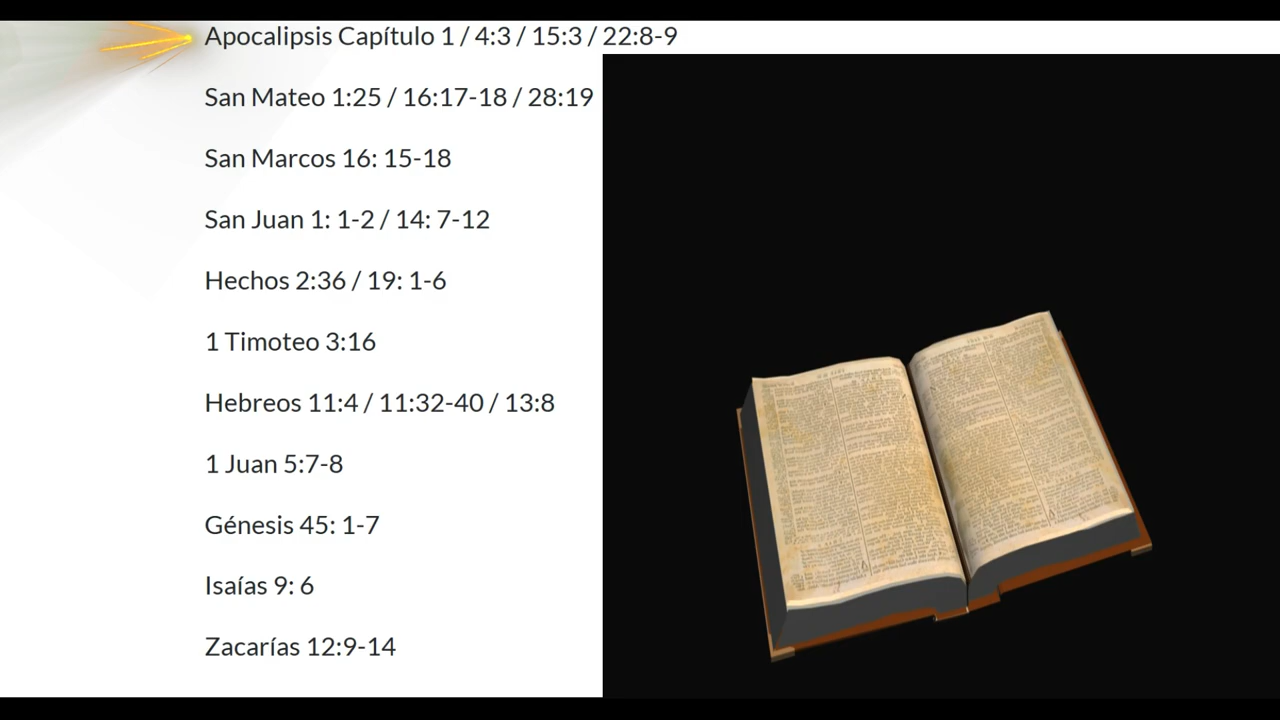 Apocalipsis Capítulo 1 / 4:3 / 15:3 / 22:8-9
San Mateo 1:25 / 16:17-18 / 28:19
San Marcos 16: 15-18
San Juan 1: 1-2 / 14: 7-12
Hechos 2:36 / 19: 1-6
1 Timoteo 3:16
Hebreos 11:4 / 11:32-40 / 13:8
1 Juan 5:7-8
Génesis 45: 1-7
Isaías 9: 6
Zacarías 12:9-14